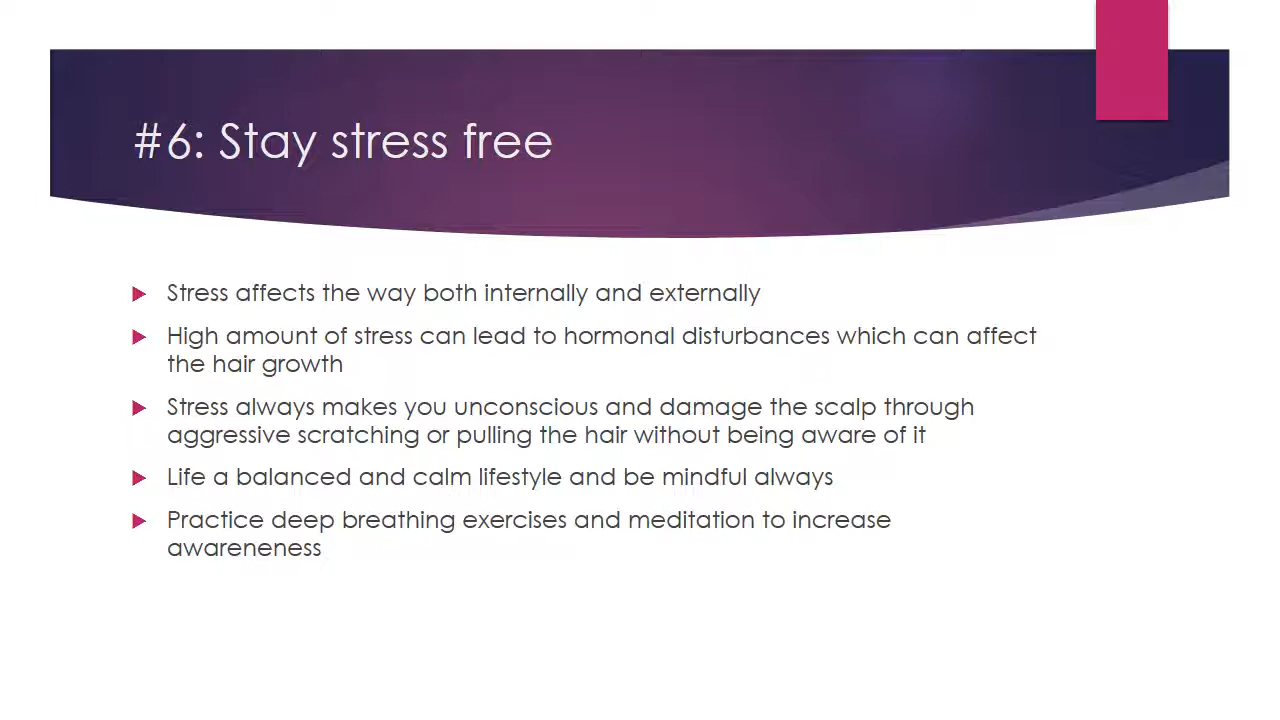 #6: Stay stress free
Stress affects the way both internally and externally
High amount of stress can lead to hormonal disturbances which can affect
the hair growth
Stress always makes you unconscious and damage the scalp through
aggressive scratching or pulling the hair without being aware of it
Life a balanced and calm lifestyle and be mindful always
Practice deep breathing exercises and meditation to increase
awareneness